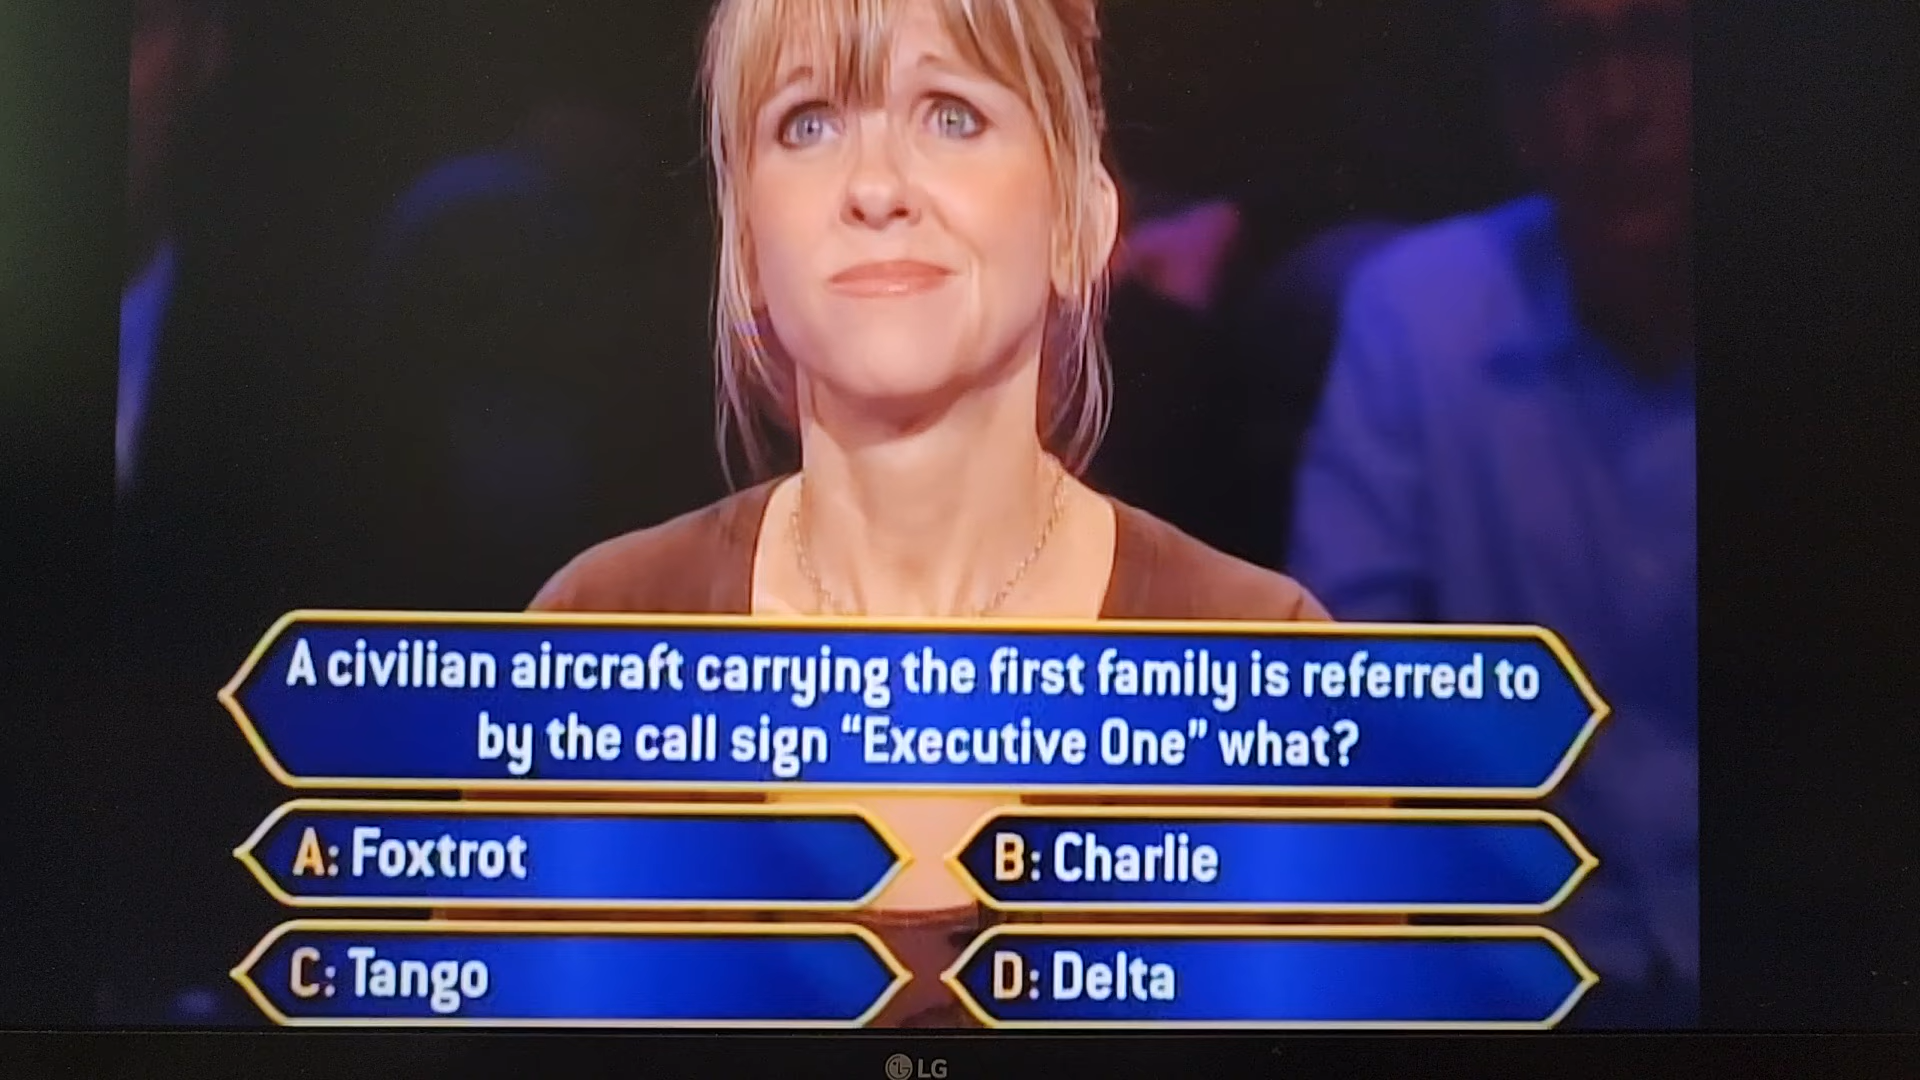 A civilian aircraft carrying the first family is referred to
by the call sign “Executive One” what?
A: Foxtrot
B: Charlie
C: Tango
D: Delta
LG